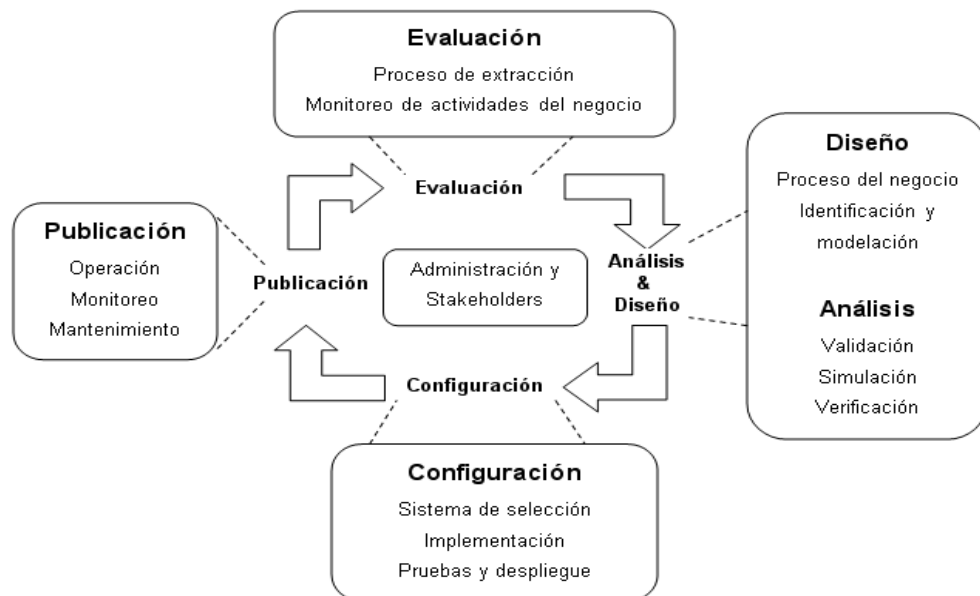 Evaluación
Proceso de extracción
Monitoreo de actividades del negocio
Diseño
Proceso del negocio
Identificación y
modelación
Análisis
Validación
Simulación
Verificación
Publicación
Operación
Monitoreo
Mantenimiento
Evaluación
Publicación
Administración y
Stakeholders
Análisis
&
Diseño
Configuración
Configuración
Sistema de selección
Implementación
Pruebas y despliegue